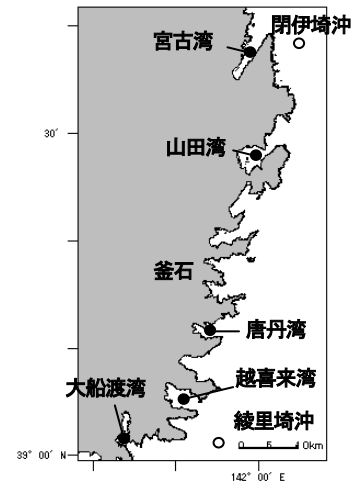 閉伊埼沖
宮古湾
30′
山田湾
釜石
唐丹湾
越喜来湾
大船渡湾
綾里埼沖
0 5 10km
39° 00′ N
142° 00′ E